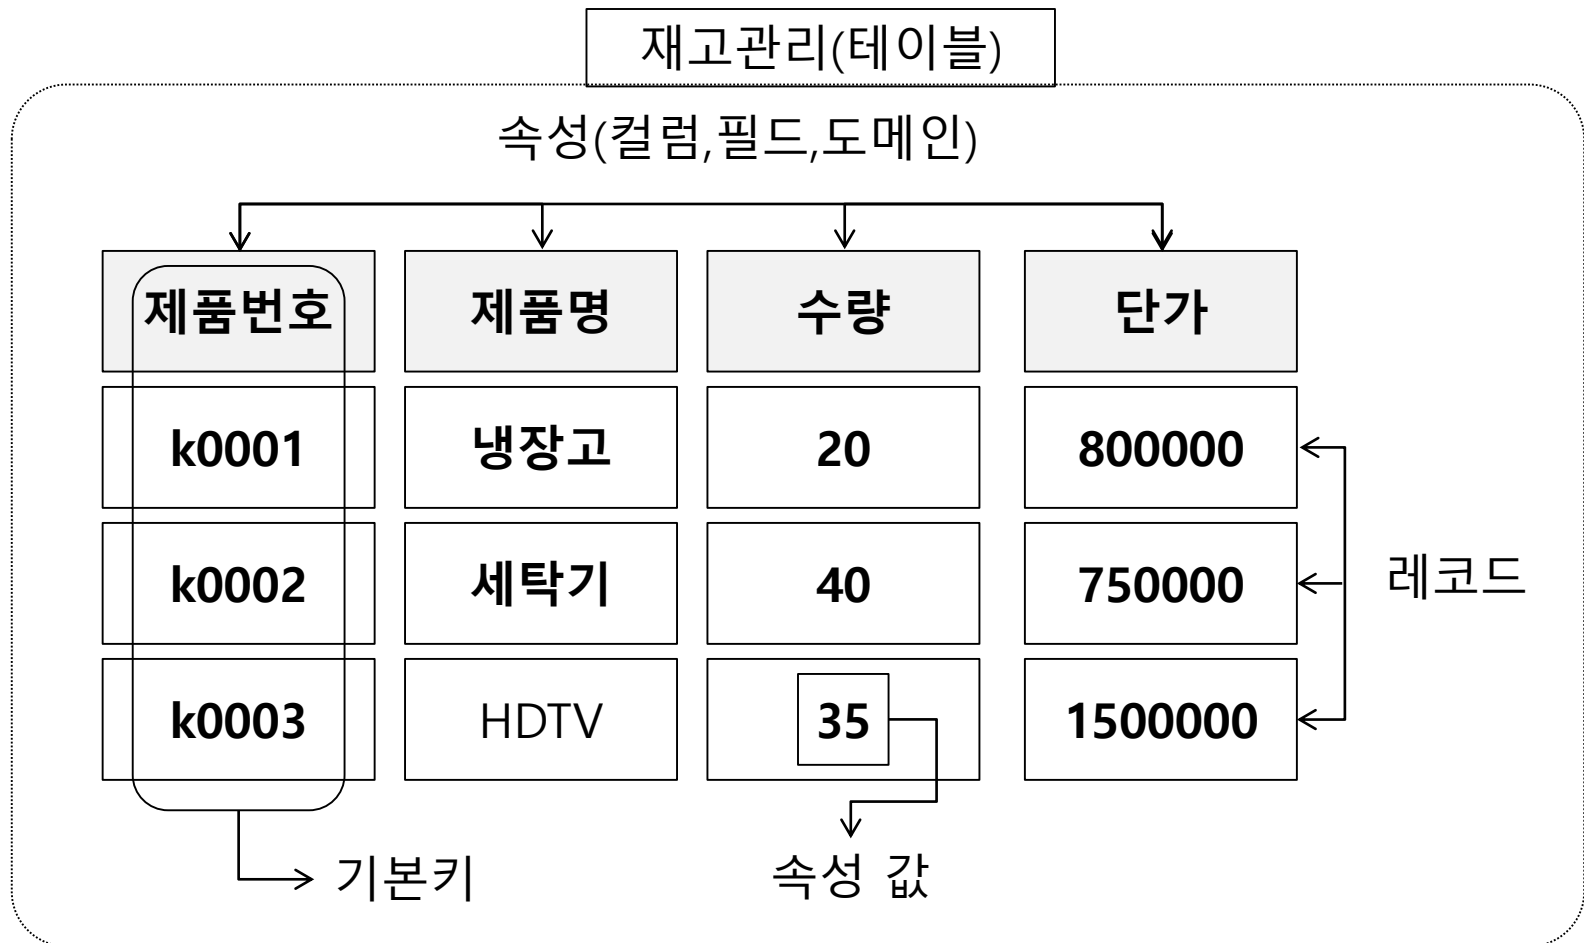 재고관리(테이블)
속성(컬럼,필드,도메인)
제품번호 제품명 수량 단가
k0001 냉장고 20 800000
k0002 세탁기 40 750000
레코드
k0003 HDTV 35 1500000
기본키 속성 값